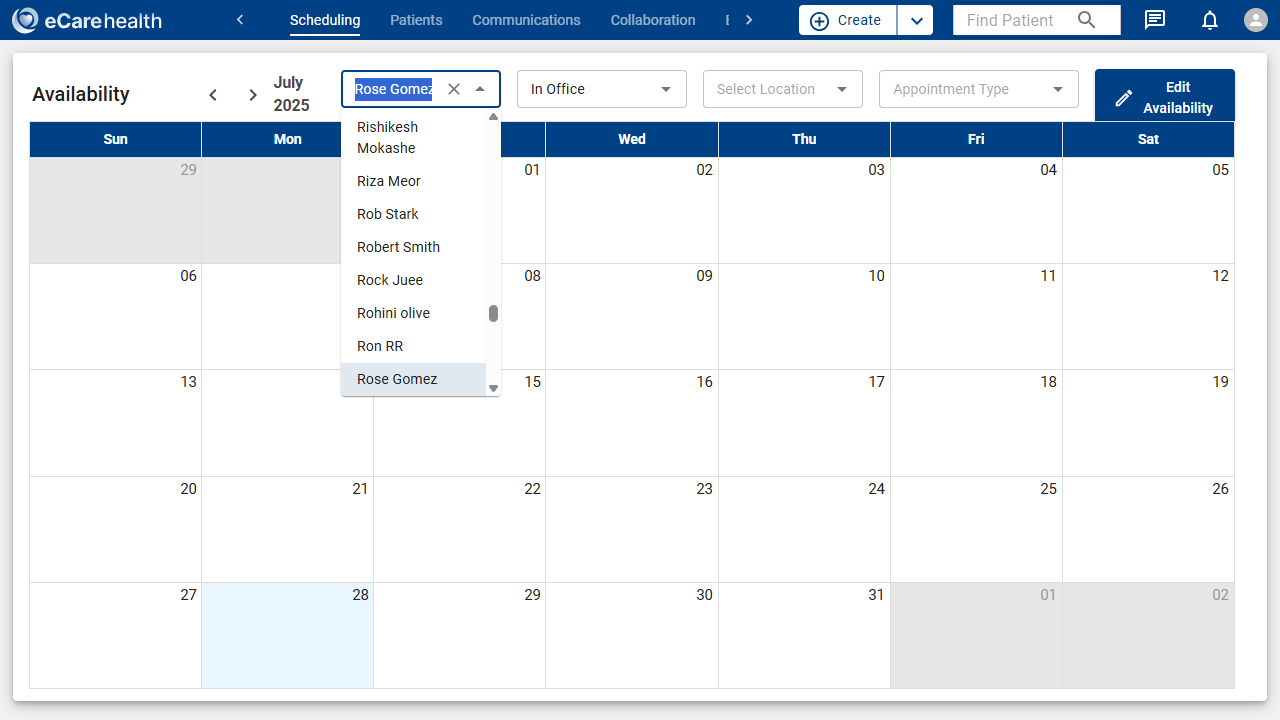 eCarehealth
Scheduling
Patients
Communications
Collaboration
Create
Find Patient
Availability
July
2025
Rose Gomez
In Office
Select Location
Appointment Type
Edit
Availability
Sun
Mon
Wed
Thu
Fri
Sat
Rishikesh
Mokashe
Riza Meor
Rob Stark
Robert Smith
Rock Juee
Rohini olive
Ron RR
Rose Gomez
29
01
02
03
04
05
06
08
09
10
11
12
13
15
16
17
18
19
20
21
22
23
24
25
26
27
28
29
30
31
01
02